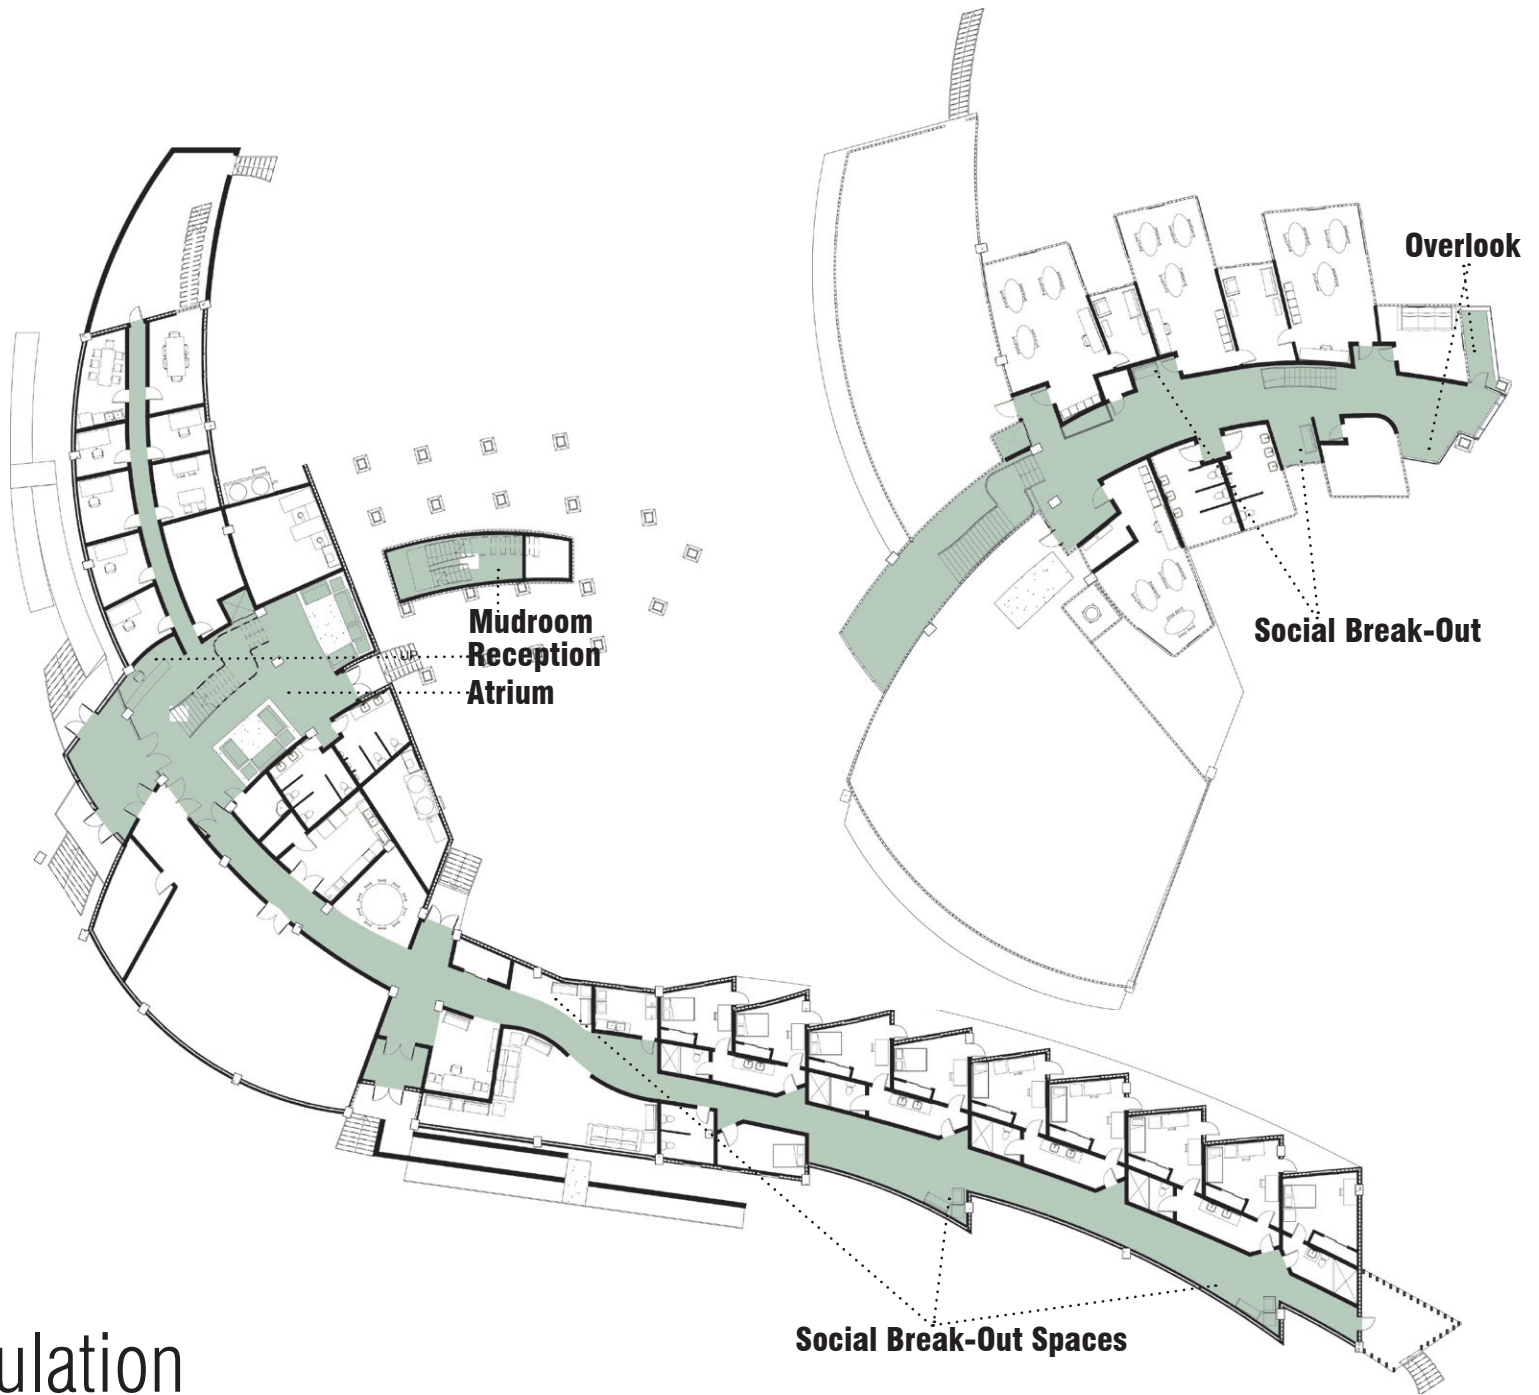 Overlook
Social Break-Out
Mudroom
Reception
UP
Atrium
Social Break-Out Spaces
ulation